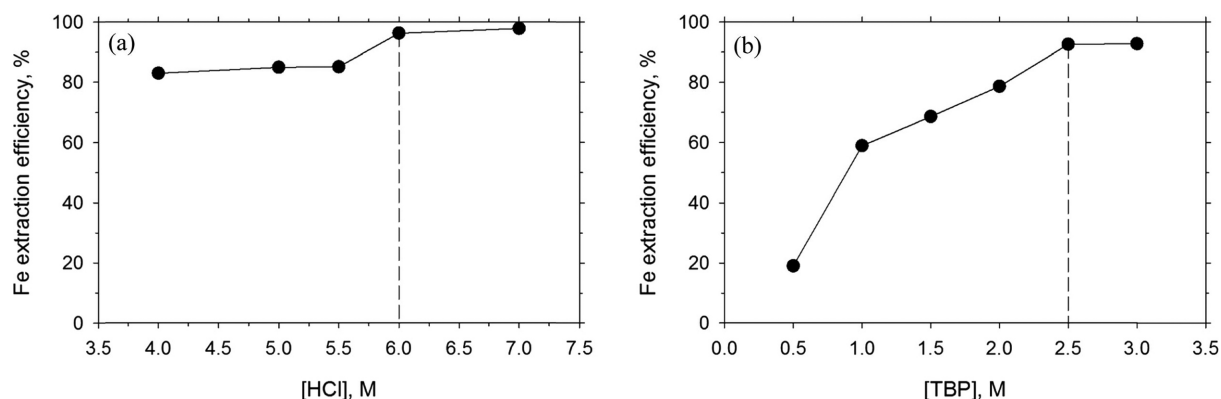 (a)
Fe extraction efficiency, %
100
80
60
40
20
0
3.5 4.0 4.5 5.0 5.5 6.0 6.5 7.0 7.5
[HCl], M
(b)
Fe extraction efficiency, %
100
80
60
40
20
0
0.0 0.5 1.0 1.5 2.0 2.5 3.0 3.5
[TBP], M